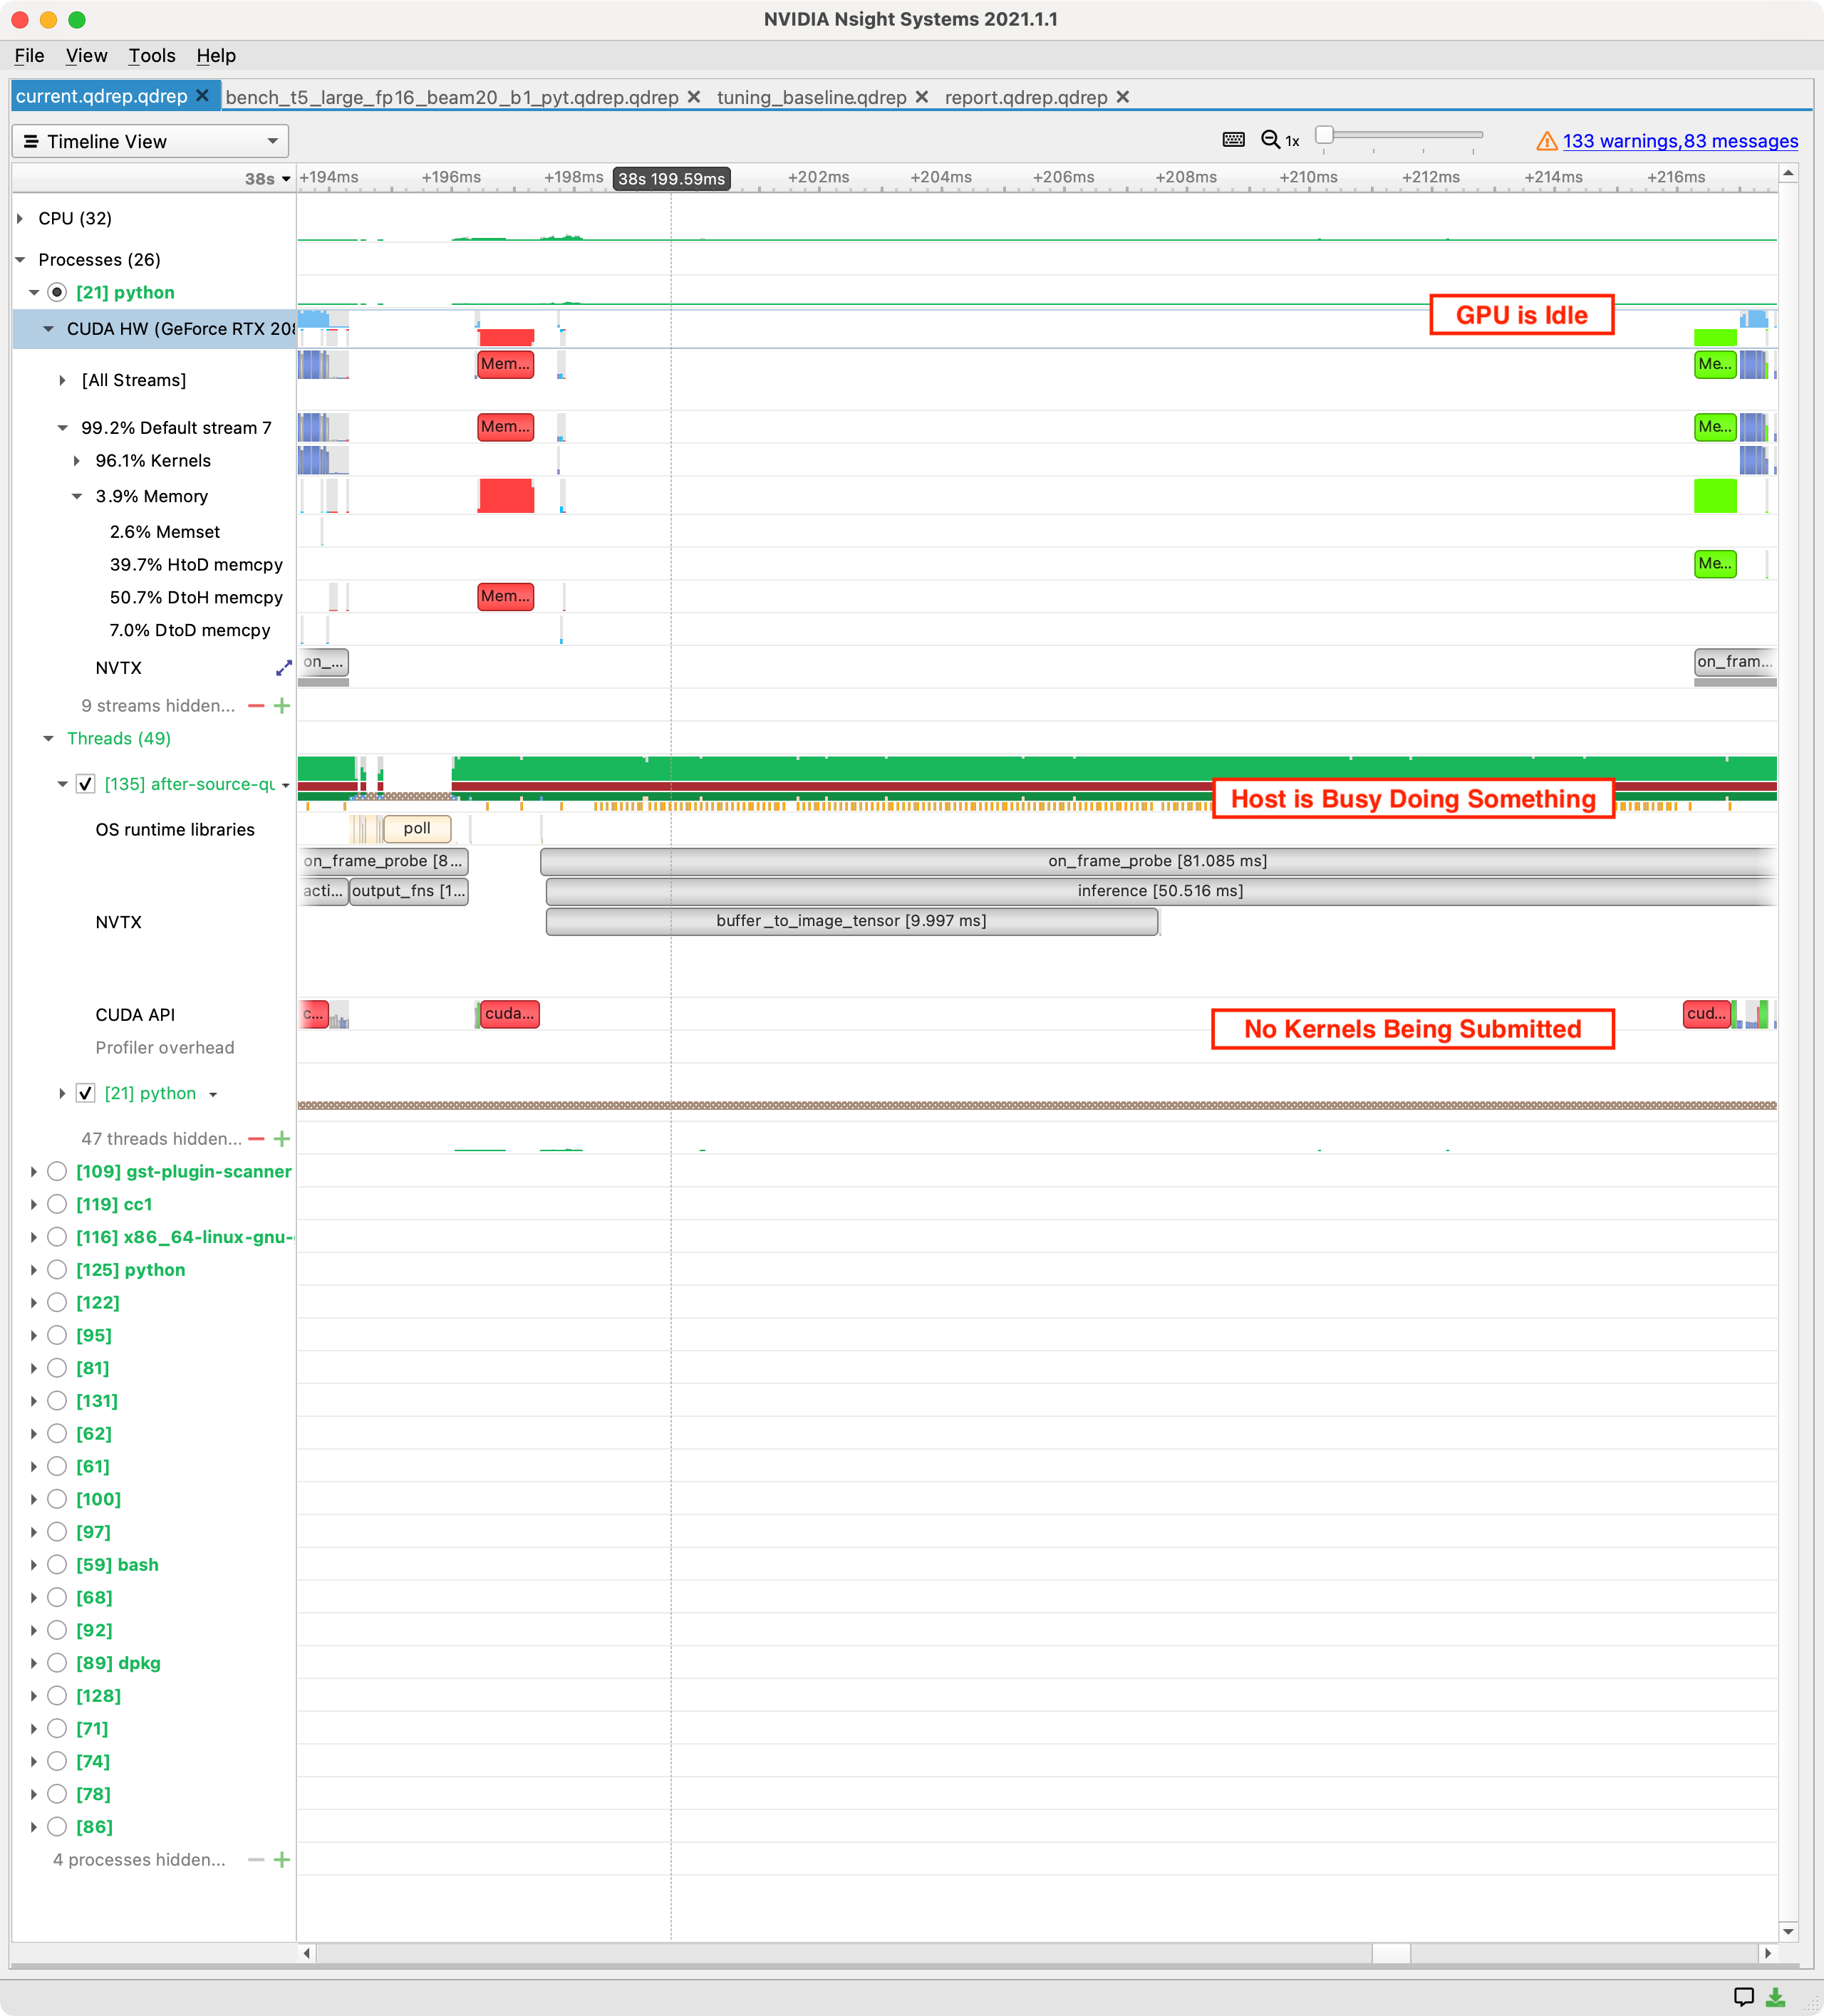 NVIDIA Nsight Systems 2021.1.1
File View Tools Help
current.qdrep.qdrep bench_t5_large_fp16_beam20_b1_pyt.qdrep.qdrep tuning_baseline.qdrep report.qdrep.qdrep
Timeline View 1x 133 warnings,83 messages
38s +194ms +196ms +198ms 38s 199.59ms +202ms +204ms +206ms +208ms +210ms +212ms +214ms +216ms
CPU (32)
Processes (26)
[21] python
GPU is Idle
CUDA HW (GeForce RTX 208
Mem... Me...
[All Streams]
99.2% Default stream 7 Mem... Me...
96.1% Kernels
3.9% Memory
2.6% Memset
39.7% HtoD memcpy Me...
50.7% DtoH memcpy Mem...
7.0% DtoD memcpy
NVTX on_... on_fram...
9 streams hidden...
Threads (49)
[135] after-source-qu
Host is Busy Doing Something
OS runtime libraries poll
on_frame_probe [8... on_frame_probe [81.085 ms]
acti... output_fns [1... inference [50.516 ms]
NVTX buffer_to_image_tensor [9.997 ms]
CUDA API c... cuda... cud...
No Kernels Being Submitted
Profiler overhead
[21] python
47 threads hidden...
[109] gst-plugin-scanner
[119] cc1
[116] x86_64-linux-gnu-
[125] python
[122]
[95]
[81]
[131]
[62]
[61]
[100]
[97]
[59] bash
[68]
[92]
[89] dpkg
[128]
[71]
[74]
[78]
[86]
4 processes hidden...